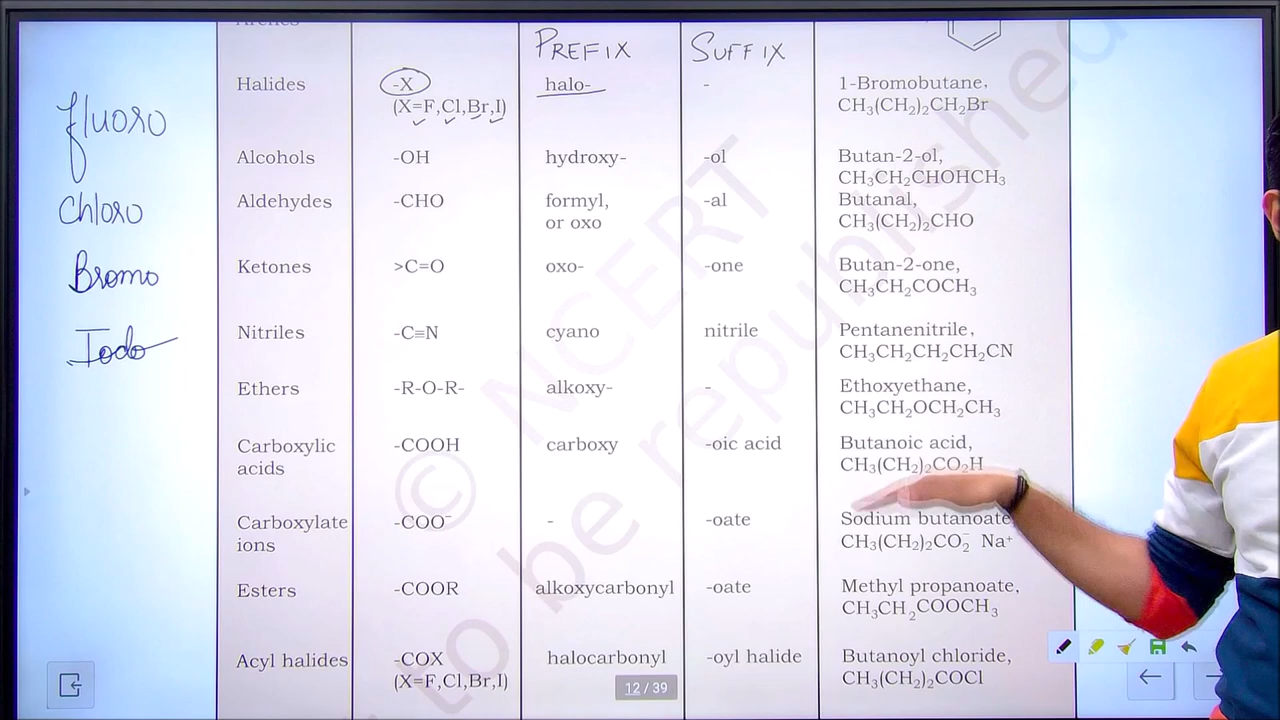 PREFIX SUFFIX
Halides -X halo- - 1-Bromobutane,
(X=F,Cl,Br,I) CH₃(CH₂)₂CH₂Br
fluoro
Alcohols -OH hydroxy- -ol Butan-2-ol,
CH₃CH₂CHOHCH₃
Chloro
Aldehydes -CHO formyl, -al Butanal,
or oxo CH₃(CH₂)₂CHO
Bromo
Ketones >C=O oxo- -one Butan-2-one,
CH₃CH₂COCH₃
Iodo
Nitriles -C≡N cyano nitrile Pentanenitrile,
CH₃CH₂CH₂CH₂CN
Ethers -R-O-R- alkoxy- - Ethoxyethane,
CH₃CH₂OCH₂CH₃
Carboxylic -COOH carboxy -oic acid Butanoic acid,
acids CH₃(CH₂)₂CO₂H
Carboxylate -COO⁻ - -oate Sodium butanoate,
ions CH₃(CH₂)₂CO₂⁻ Na⁺
Esters -COOR alkoxycarbonyl -oate Methyl propanoate,
CH₃CH₂COOCH₃
Acyl halides -COX halocarbonyl -oyl halide Butanoyl chloride,
(X=F,Cl,Br,I) CH₃(CH₂)₂COCl
12 / 39
© NCERT
to be republished